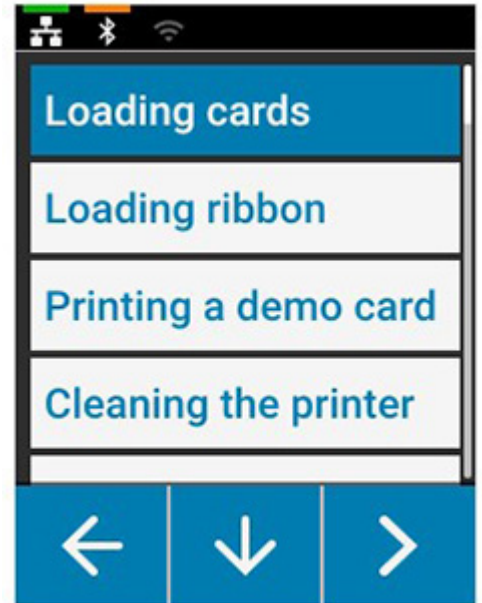 Loading cards
Loading ribbon
Printing a demo card
Cleaning the printer